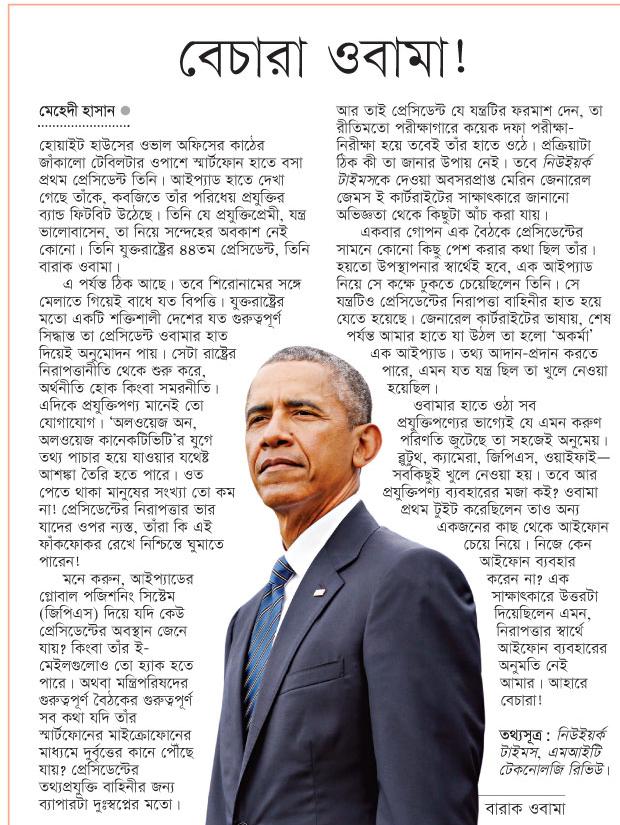 বেচারা ওবামা!
মেহেদী হাসান ●
হোয়াইট হাউসের ওভাল অফিসের কাঠের
জাঁকালো টেবিলটার ওপাশে স্মার্টফোন হাতে বসা
প্রথম প্রেসিডেন্ট তিনি। আইপ্যাড হাতে দেখা
গেছে তাঁকে, কবজিতে তাঁর পরিধেয় প্রযুক্তির
ব্যান্ড ফিটবিট উঠেছে। তিনি যে প্রযুক্তিপ্রেমী, যন্ত্র
ভালোবাসেন, তা নিয়ে সন্দেহের অবকাশ নেই
কোনো। তিনি যুক্তরাষ্ট্রের ৪৪তম প্রেসিডেন্ট, তিনি
বারাক ওবামা।
এ পর্যন্ত ঠিক আছে। তবে শিরোনামের সঙ্গে
মেলাতে গিয়েই বাধে যত বিপত্তি। যুক্তরাষ্ট্রের
মতো একটি শক্তিশালী দেশের যত গুরুত্বপূর্ণ
সিদ্ধান্ত তা প্রেসিডেন্ট ওবামার হাত
দিয়েই অনুমোদন পায়। সেটা রাষ্ট্রের
নিরাপত্তানীতি থেকে শুরু করে,
অর্থনীতি হোক কিংবা সমরনীতি।
এদিকে প্রযুক্তিপণ্য মানেই তো
যোগাযোগ। ‘অলওয়েজ অন,
অলওয়েজ কানেকটিভিটি’র যুগে
তথ্য পাচার হয়ে যাওয়ার যথেষ্ট
আশঙ্কা তৈরি হতে পারে। ওত
পেতে থাকা মানুষের সংখ্যা তো কম
না! প্রেসিডেন্টের নিরাপত্তার ভার
যাদের ওপর ন্যস্ত, তাঁরা কি এই
ফাঁকফোকর রেখে নিশ্চিন্তে ঘুমাতে
পারেন!
মনে করুন, আইপ্যাডের
গ্লোবাল পজিশনিং সিস্টেম
(জিপিএস) দিয়ে যদি কেউ
প্রেসিডেন্টের অবস্থান জেনে
যায়? কিংবা তাঁর ই-
মেইলগুলোও তো হ্যাক হতে
পারে। অথবা মন্ত্রিপরিষদের
গুরুত্বপূর্ণ বৈঠকের গুরুত্বপূর্ণ
সব কথা যদি তাঁর
স্মার্টফোনের মাইক্রোফোনের
মাধ্যমে দুর্বৃত্তের কানে পৌঁছে
যায়? প্রেসিডেন্টের
তথ্যপ্রযুক্তি বাহিনীর জন্য
ব্যাপারটা দুঃস্বপ্নের মতো।
আর তাই প্রেসিডেন্ট যে যন্ত্রটির ফরমাশ দেন, তা
রীতিমতো পরীক্ষাগারে কয়েক দফা পরীক্ষা-
নিরীক্ষা হয়ে তবেই তাঁর হাতে ওঠে। প্রক্রিয়াটা
ঠিক কী তা জানার উপায় নেই। তবে নিউইয়র্ক
টাইমসকে দেওয়া অবসরপ্রাপ্ত মেরিন জেনারেল
জেমস ই কার্টরাইটের সাক্ষাৎকারে জানানো
অভিজ্ঞতা থেকে কিছুটা আঁচ করা যায়।
একবার গোপন এক বৈঠকে প্রেসিডেন্টের
সামনে কোনো কিছু পেশ করার কথা ছিল তাঁর।
হয়তো উপস্থাপনার স্বার্থেই হবে, এক আইপ্যাড
নিয়ে সে কক্ষে ঢুকতে চেয়েছিলেন তিনি। সে
যন্ত্রটিও প্রেসিডেন্টের নিরাপত্তা বাহিনীর হাত হয়ে
যেতে হয়েছে। জেনারেল কার্টরাইটের ভাষায়, শেষ
পর্যন্ত আমার হাতে যা উঠল তা হলো ‘অকর্মা’
এক আইপ্যাড। তথ্য আদান-প্রদান করতে
পারে, এমন যত যন্ত্র ছিল তা খুলে নেওয়া
হয়েছিল।
ওবামার হাতে ওঠা সব
প্রযুক্তিপণ্যের ভাগ্যেই যে এমন করুণ
পরিণতি জুটেছে তা সহজেই অনুমেয়।
ব্লুটুথ, ক্যামেরা, জিপিএস, ওয়াইফাই—
সবকিছুই খুলে নেওয়া হয়। তবে আর
প্রযুক্তিপণ্য ব্যবহারের মজা কই? ওবামা
প্রথম টুইট করেছিলেন তাও অন্য
একজনের কাছ থেকে আইফোন
চেয়ে নিয়ে। নিজে কেন
আইফোন ব্যবহার
করেন না? এক
সাক্ষাৎকারে উত্তরটা
দিয়েছিলেন এমন,
নিরাপত্তার স্বার্থে
আইফোন ব্যবহারের
অনুমতি নেই
আমার। আহারে
বেচারা!
তথ্যসূত্র : নিউইয়র্ক
টাইমস, এমআইটি
টেকনোলজি রিভিউ।
বারাক ওবামা